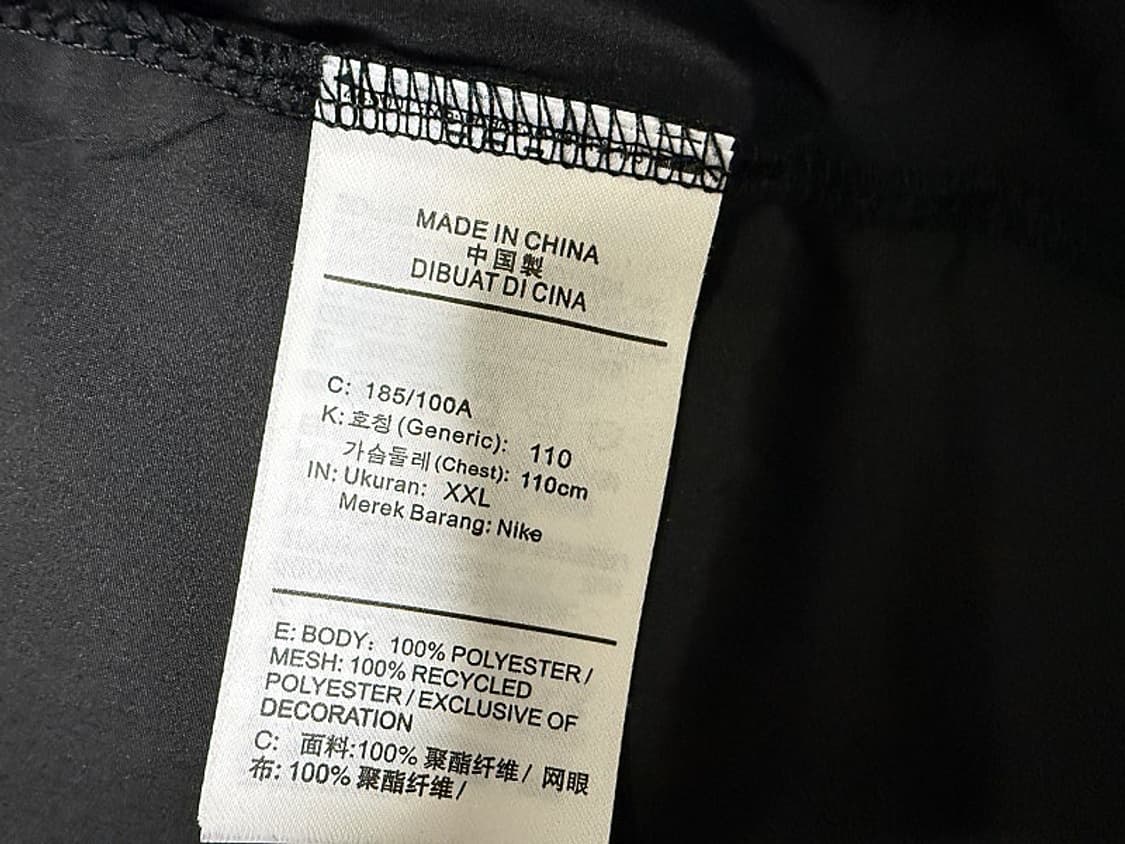 MADE IN CHINA
中国製
DIBUAT DI CINA
C: 185/100A
K: 호칭 (Generic): 110
가슴둘레 (Chest): 110cm
IN: Ukuran: XXL
Merek Barang: Nike
E: BODY: 100% POLYESTER /
MESH: 100% RECYCLED
POLYESTER / EXCLUSIVE OF
DECORATION
C: 面料:100% 聚酯纤维/ 网眼
布: 100% 聚酯纤维/